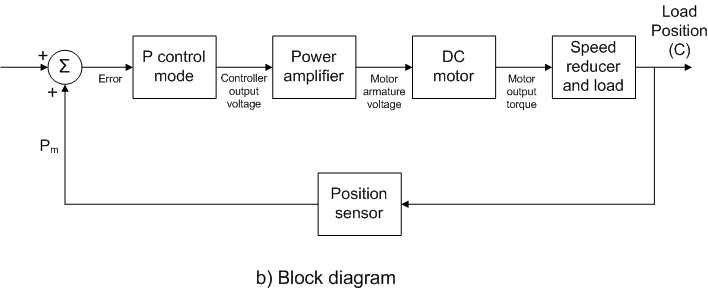 Load
Position
(C)
+
Σ
+
Error
P control
mode
Controller
output
voltage
Power
amplifier
Motor
armature
voltage
DC
motor
Motor
output
torque
Speed
reducer
and load
Pm
Position
sensor
b) Block diagram